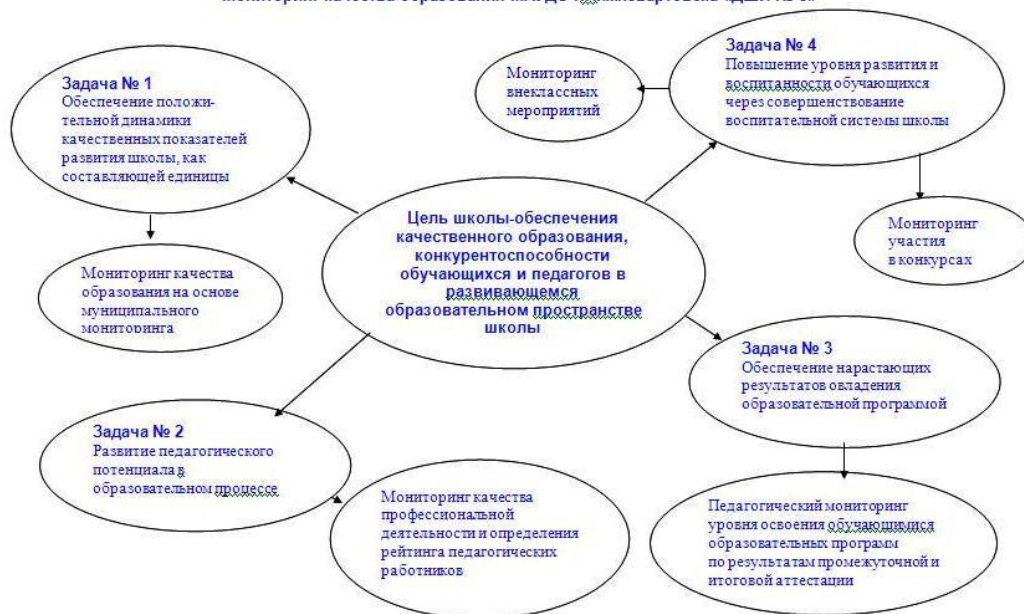 Задача № 1
Обеспечение положи-
тельной динамики
качественных показателей
развития школы, как
составляющей единицы
Мониторинг
внеклассных
мероприятий
Задача № 4
Повышение уровня развития и
воспитанности обучающихся
через совершенствование
воспитательной системы школы
Цель школы-обеспечения
качественного образования,
конкурентоспособности
обучающихся и педагогов в
развивающемся
образовательном пространстве
школы
Мониторинг
участия
в конкурсах
Мониторинг качества
образования на основе
муниципального
мониторинга
Задача № 3
Обеспечение нарастающих
результатов овладения
образовательной программой
Задача № 2
Развитие педагогического
потенциала в
образовательном процессе
Мониторинг качества
профессиональной
деятельности и определения
рейтинга педагогических
работников
Педагогический мониторинг
уровня освоения обучающимися
образовательных программ
по результатам промежуточной и
итоговой аттестации